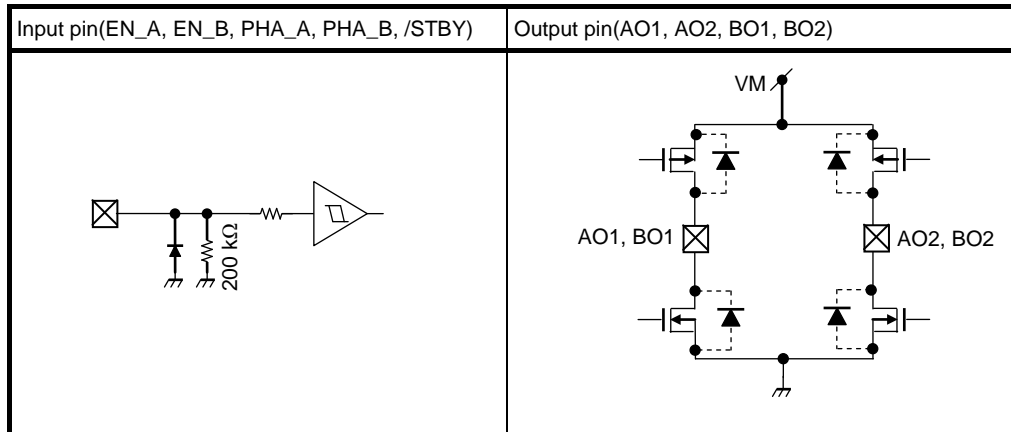 Input pin(EN_A, EN_B, PHA_A, PHA_B, /STBY)
Output pin(AO1, AO2, BO1, BO2)
200 kΩ
VM
AO1, BO1
AO2, BO2